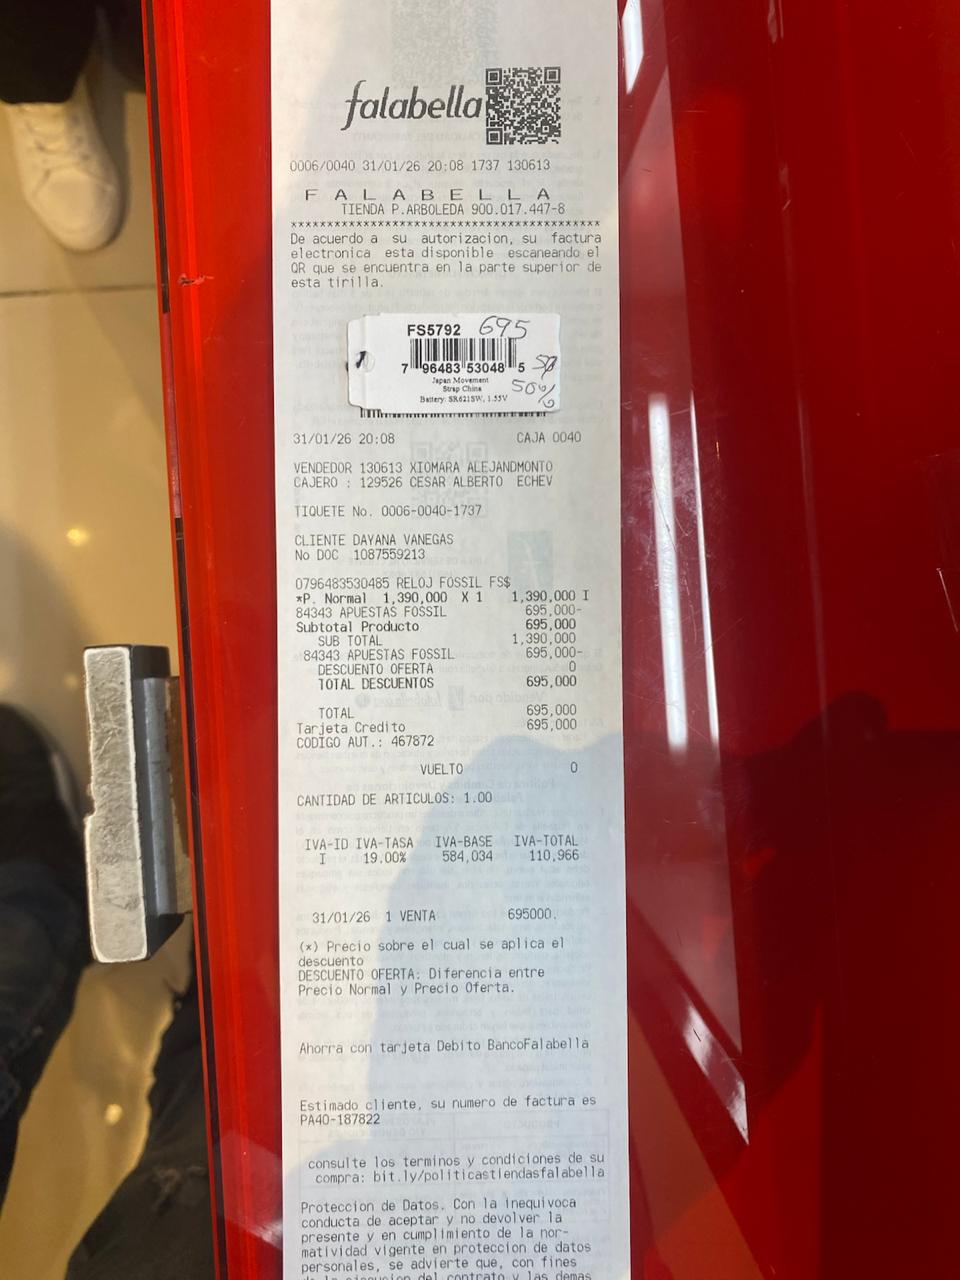 falabella
0006/0040 31/01/26 20:08 1737 130613
F A L A B E L L A
TIENDA P.ARBOLEDA 900.017.447-8
******************************************
De acuerdo a su autorizacion, su factura
electronica esta disponible escaneando el
QR que se encuentra en la parte superior de
esta tirilla.
FS5792 695
7 96483 53048 5
50%
Japan Movement
Strap China
Battery: SR621SW, 1.55V
31/01/26 20:08 CAJA 0040
VENDEDOR 130613 XIOMARA ALEJANDMONTO
CAJERO : 129526 CESAR ALBERTO ECHEV
TIQUETE No. 0006-0040-1737
CLIENTE DAYANA VANEGAS
No DOC 1087559213
0796483530485 RELOJ FOSSIL FS$
*P. Normal 1,390,000 X 1 1,390,000 I
84343 APUESTAS FOSSIL 695,000-
Subtotal Producto 695,000
SUB TOTAL 1,390,000
84343 APUESTAS FOSSIL 695,000-
DESCUENTO OFERTA 0
TOTAL DESCUENTOS 695,000
TOTAL 695,000
Tarjeta Credito 695,000
CODIGO AUT.: 467872
VUELTO 0
CANTIDAD DE ARTICULOS: 1.00
IVA-ID IVA-TASA IVA-BASE IVA-TOTAL
I 19.00% 584,034 110,966
31/01/26 1 VENTA 695000.
(*) Precio sobre el cual se aplica el
descuento
DESCUENTO OFERTA: Diferencia entre
Precio Normal y Precio Oferta.
Ahorra con tarjeta Debito BancoFalabella
Estimado cliente, su numero de factura es
PA40-187822
consulte los terminos y condiciones de su
compra: bit.ly/politicastiendasfalabella
Proteccion de Datos. Con la inequivoca
conducta de aceptar y no devolver la
presente y en cumplimiento de la nor-
matividad vigente en proteccion de datos
personales, se advierte que, con fines
de la ejecucion del contrato y las demas